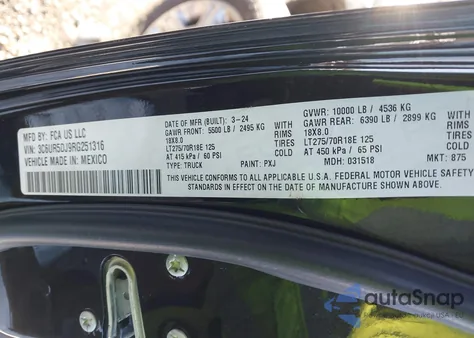 MFD BY: FCA US LLC
VIN: 3C6UR5DJ9RG251316
VEHICLE MADE IN: MEXICO
DATE OF MFR (BUILT): 3-24
GAWR FRONT: 5500 LB / 2495 KG
18X8.0 RIMS
LT275/70R18E 125 TIRES
AT 415 kPa / 60 PSI WITH
TYPE: TRUCK
PAINT: PXJ
GVWR: 10000 LB / 4536 KG
GAWR REAR: 6390 LB / 2899 KG
18X8.0 RIMS
LT275/70R18E 125 TIRES
AT 450 kPa / 65 PSI WITH
MDH: 031518
MKT: 875
THIS VEHICLE CONFORMS TO ALL APPLICABLE U.S.A. FEDERAL MOTOR VEHICLE SAFETY
STANDARDS IN EFFECT ON THE DATE OF MANUFACTURE SHOWN ABOVE.
autoSnap